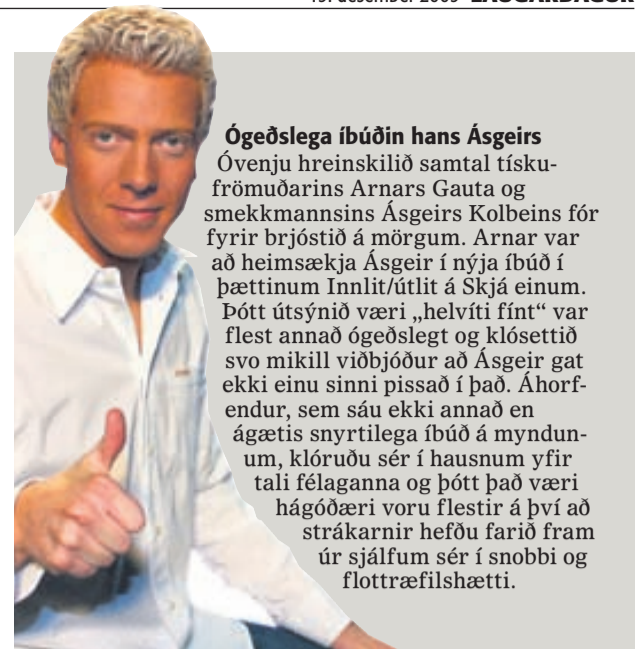 Ógeðslega íbúðin hans Ásgeirs
Óvenju hreinskilið samtal tísku-
frömuðarins Arnars Gauta og
smekkmannsins Ásgeirs Kolbeins fór
fyrir brjóstið á mörgum. Arnar var
að heimsækja Ásgeir í nýja íbúð í
þættinum Innlit/útlit á Skjá einum.
Þótt útsýnið væri „helvíti fínt“ var
flest annað ógeðslegt og klósettið
svo mikill viðbjóður að Ásgeir gat
ekki einu sinni pissað í það. Áhorf-
endur, sem sáu ekki annað en
ágætis snyrtilega íbúð á myndun-
um, klóruðu sér í hausnum yfir
tali félaganna og þótt það væri
hágóðæri voru flestir á því að
strákarnir hefðu farið fram
úr sjálfum sér í snobbi og
flottræfilshætti.